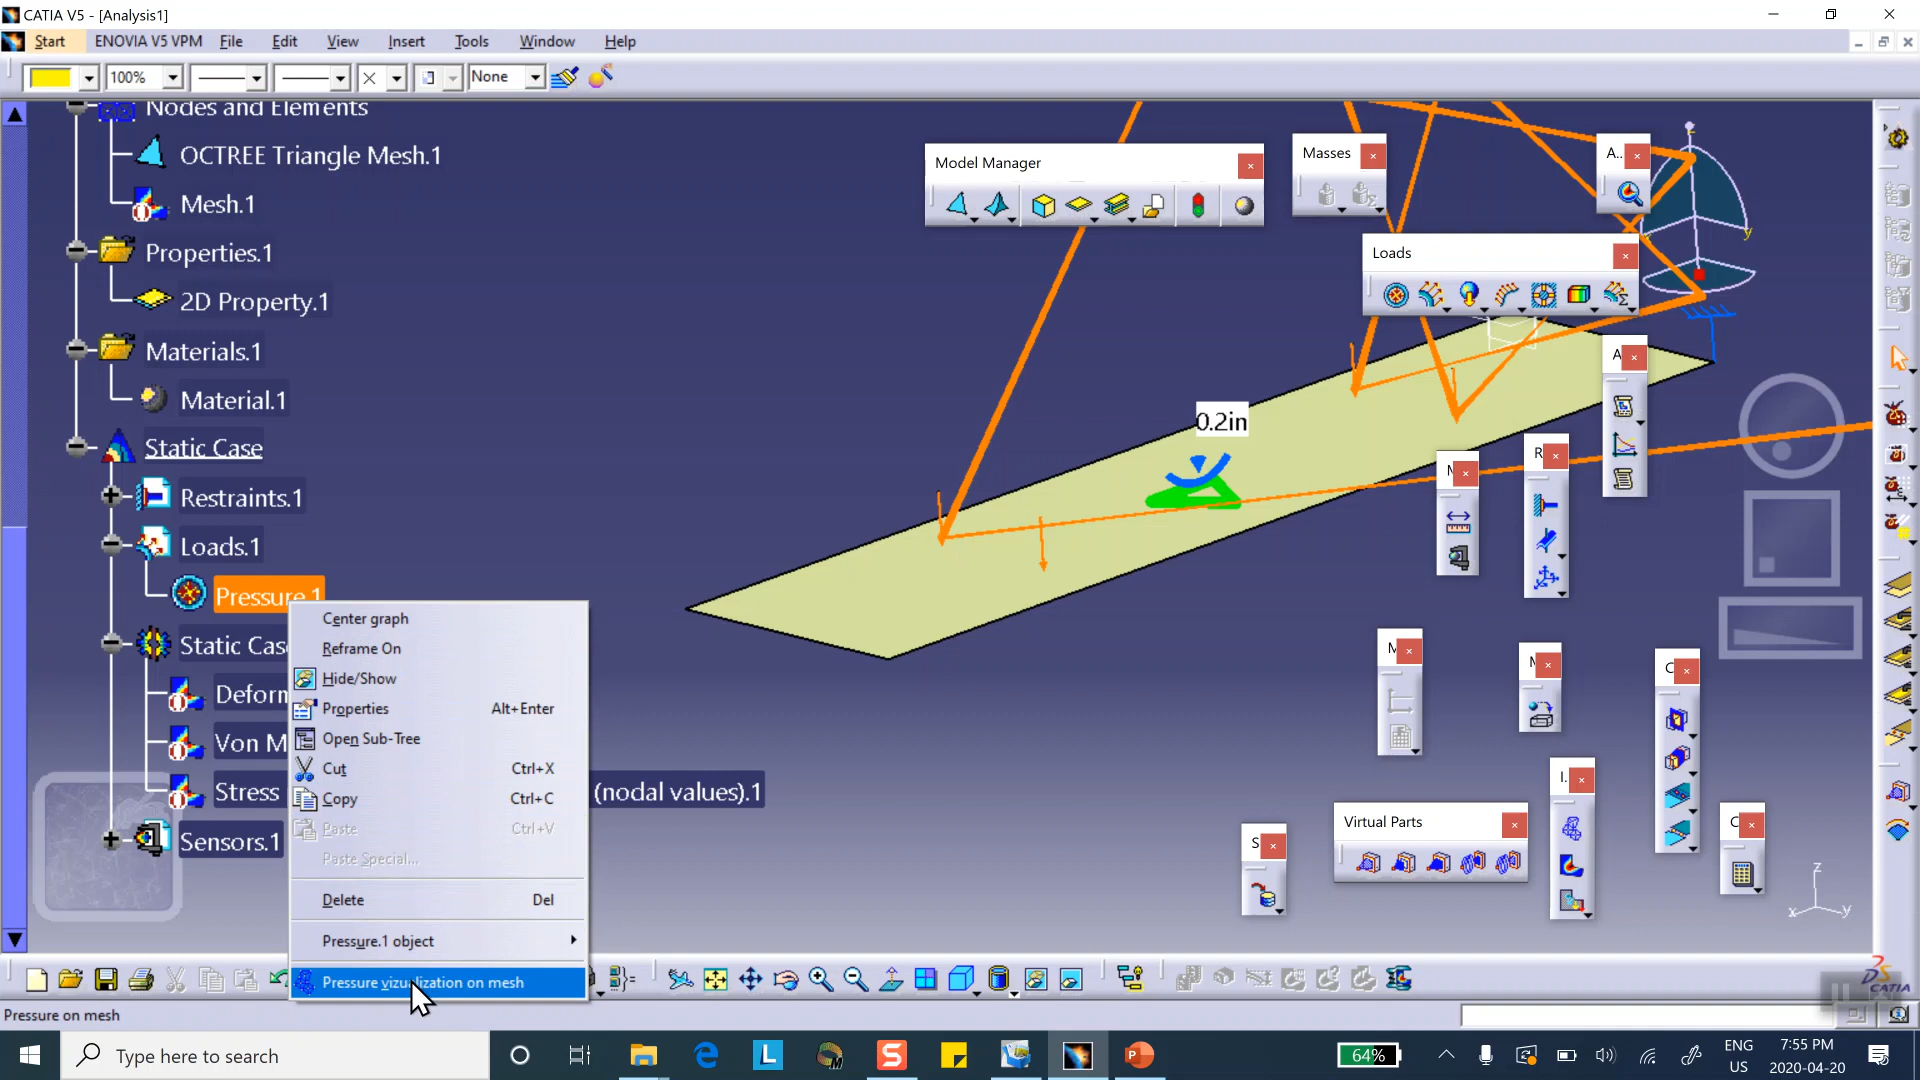 CATIA V5 - [Analysis1]
Start ENOVIA V5 VPM File Edit View Insert Tools Window Help
100% None
Nodes and Elements
OCTREE Triangle Mesh.1
Mesh.1
Properties.1
2D Property.1
Materials.1
Material.1
Static Case
Restraints.1
Loads.1
Pressure.1
Static Cas
Deform
Von M
Stress
(nodal values).1
Sensors.1
Center graph
Reframe On
Hide/Show
Properties Alt+Enter
Open Sub-Tree
Cut Ctrl+X
Copy Ctrl+C
Paste Ctrl+V
Paste Special...
Delete Del
Pressure.1 object
Pressure vizualization on mesh
Model Manager
Masses
A..
Loads
A
0.2in
M
R
M
M
C
I.
Virtual Parts
S
C
z
y
z
x y
CATIA
Pressure on mesh
Type here to search
64%
ENG
US
7:55 PM
2020-04-20